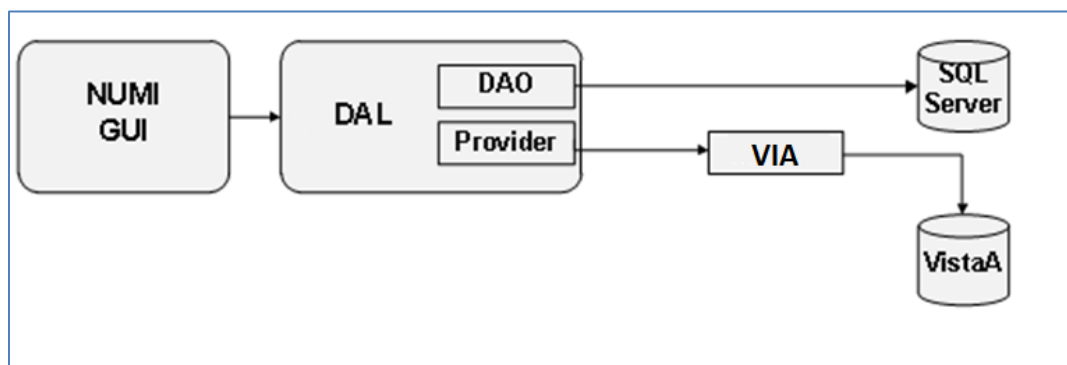 NUMI
GUI
DAL
DAO
Provider
SQL
Server
VIA
VistaA